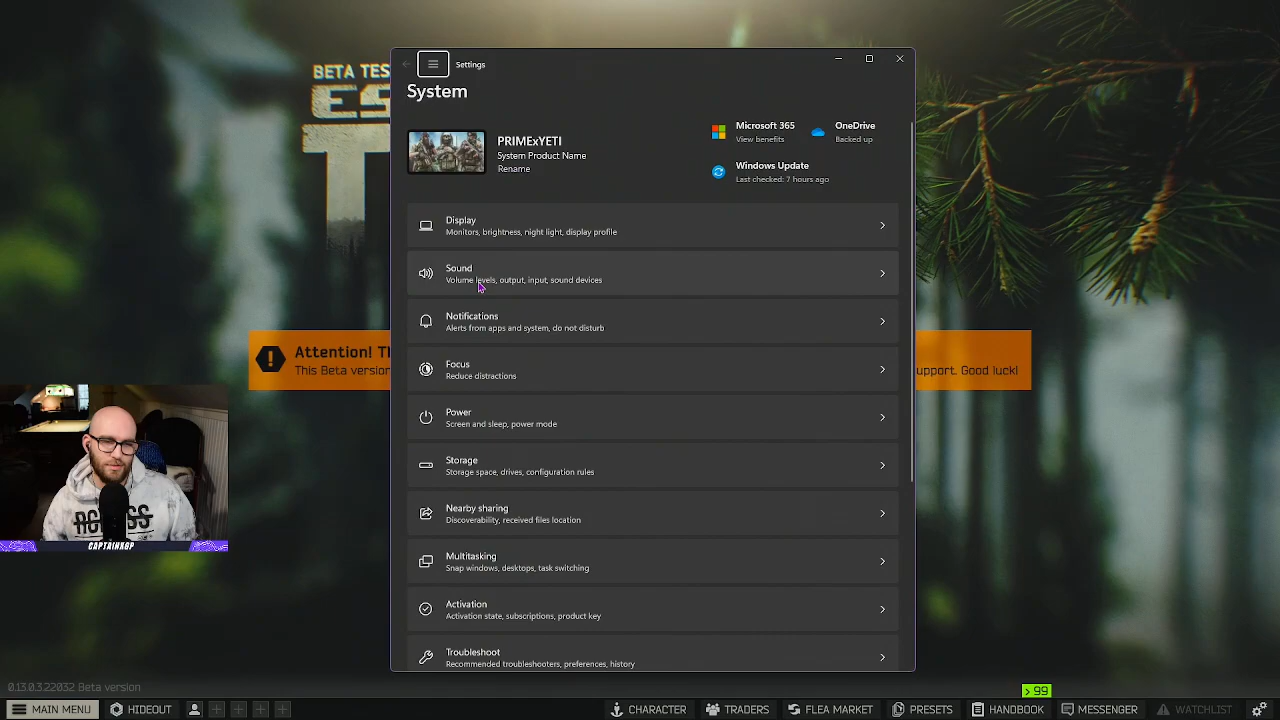 Settings
System
BETA TES
ES
T
PRIMExYETI
System Product Name
Rename
Microsoft 365
View benefits
OneDrive
Backed up
Windows Update
Last checked: 7 hours ago
Display
Monitors, brightness, night light, display profile
Sound
Volume levels, output, input, sound devices
Notifications
Alerts from apps and system, do not disturb
Attention! Th
This Beta version
upport. Good luck!
Focus
Reduce distractions
Power
Screen and sleep, power mode
Storage
Storage space, drives, configuration rules
Nearby sharing
Discoverability, received files location
CAPTAINXGP
Multitasking
Snap windows, desktops, task switching
Activation
Activation state, subscriptions, product key
Troubleshoot
Recommended troubleshooters, preferences, history
0.13.0.3.22032 Beta version
> 99
MAIN MENU
HIDEOUT
CHARACTER
TRADERS
FLEA MARKET
PRESETS
HANDBOOK
MESSENGER
WATCHLIST